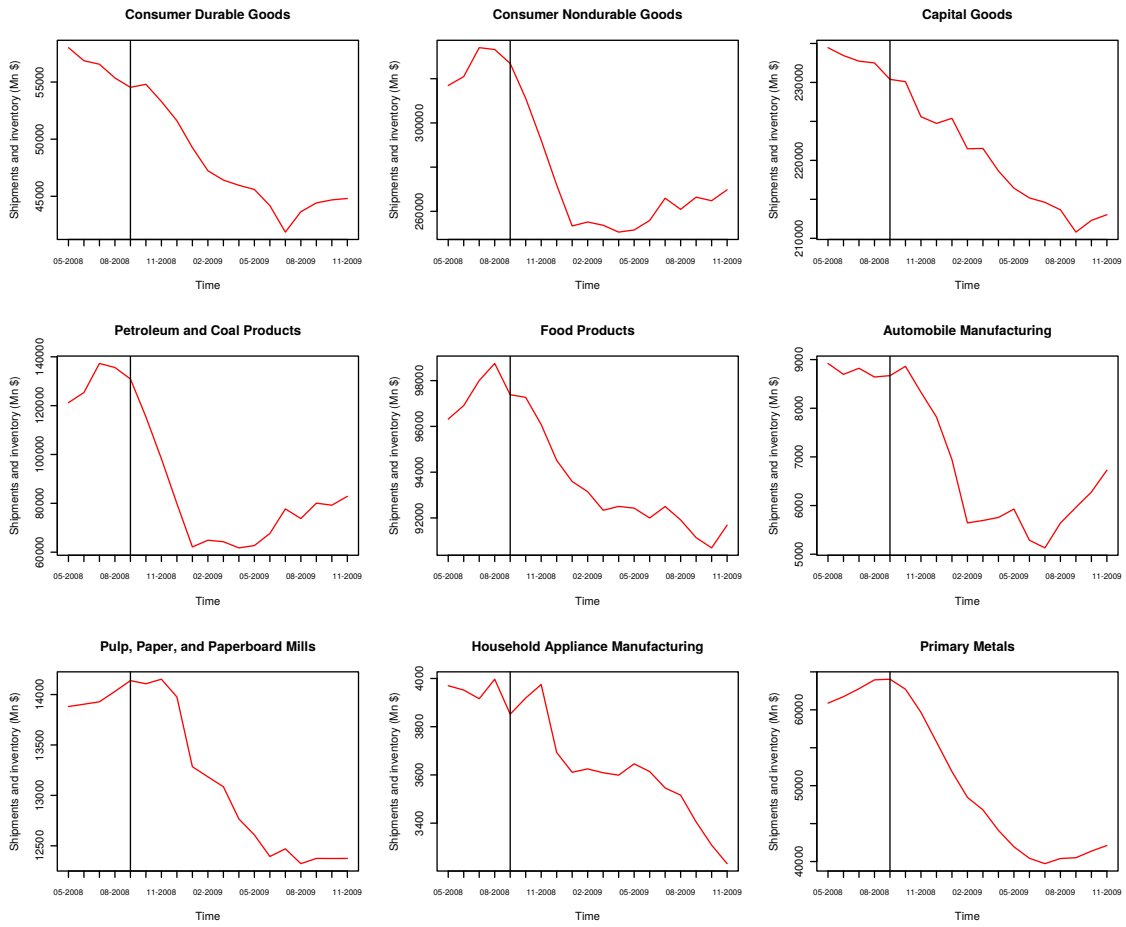 Consumer Durable Goods
Shipments and inventory (Mn $)
45000 50000 55000
05-2008 08-2008 11-2008 02-2009 05-2009 08-2009 11-2009
Time
Consumer Nondurable Goods
Shipments and inventory (Mn $)
260000 300000
05-2008 08-2008 11-2008 02-2009 05-2009 08-2009 11-2009
Time
Capital Goods
Shipments and inventory (Mn $)
210000 220000 230000
05-2008 08-2008 11-2008 02-2009 05-2009 08-2009 11-2009
Time
Petroleum and Coal Products
Shipments and inventory (Mn $)
60000 80000 100000 120000 140000
05-2008 08-2008 11-2008 02-2009 05-2009 08-2009 11-2009
Time
Food Products
Shipments and inventory (Mn $)
92000 94000 96000 98000
05-2008 08-2008 11-2008 02-2009 05-2009 08-2009 11-2009
Time
Automobile Manufacturing
Shipments and inventory (Mn $)
5000 6000 7000 8000 9000
05-2008 08-2008 11-2008 02-2009 05-2009 08-2009 11-2009
Time
Pulp, Paper, and Paperboard Mills
Shipments and inventory (Mn $)
12500 13000 13500 14000
05-2008 08-2008 11-2008 02-2009 05-2009 08-2009 11-2009
Time
Household Appliance Manufacturing
Shipments and inventory (Mn $)
3400 3600 3800 4000
05-2008 08-2008 11-2008 02-2009 05-2009 08-2009 11-2009
Time
Primary Metals
Shipments and inventory (Mn $)
40000 50000 60000
05-2008 08-2008 11-2008 02-2009 05-2009 08-2009 11-2009
Time